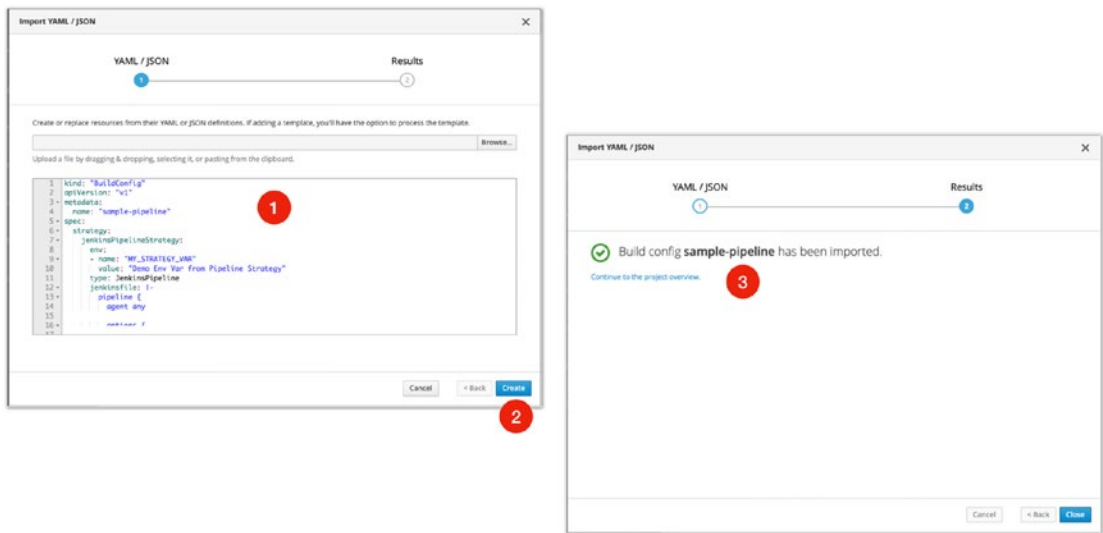 Import YAML / JSON
YAML / JSON
Results
1
2
Create or replace resources from their YAML or JSON definitions. If adding a template, you'll have the option to process the template.
Browse...
Upload a file by dragging & dropping, selecting it, or pasting from the clipboard.
1 kind: "BuildConfig"
2 apiVersion: "v1"
3 metadata:
4 name: "sample-pipeline"
5 spec:
6 strategy:
7 jenkinsPipelineStrategy:
8 env:
9 - name: "MY_STRATEGY_VAR"
10 value: "Demo Env Var from Pipeline Strategy"
11 type: JenkinsPipeline
12 jenkinsfile: |-
13 pipeline {
14 agent any
15
16 options {
17
1
Cancel
< Back
Create
2
Import YAML / JSON
YAML / JSON
Results
1
2
Build config sample-pipeline has been imported.
Continue to the project overview.
3
Cancel
< Back
Close